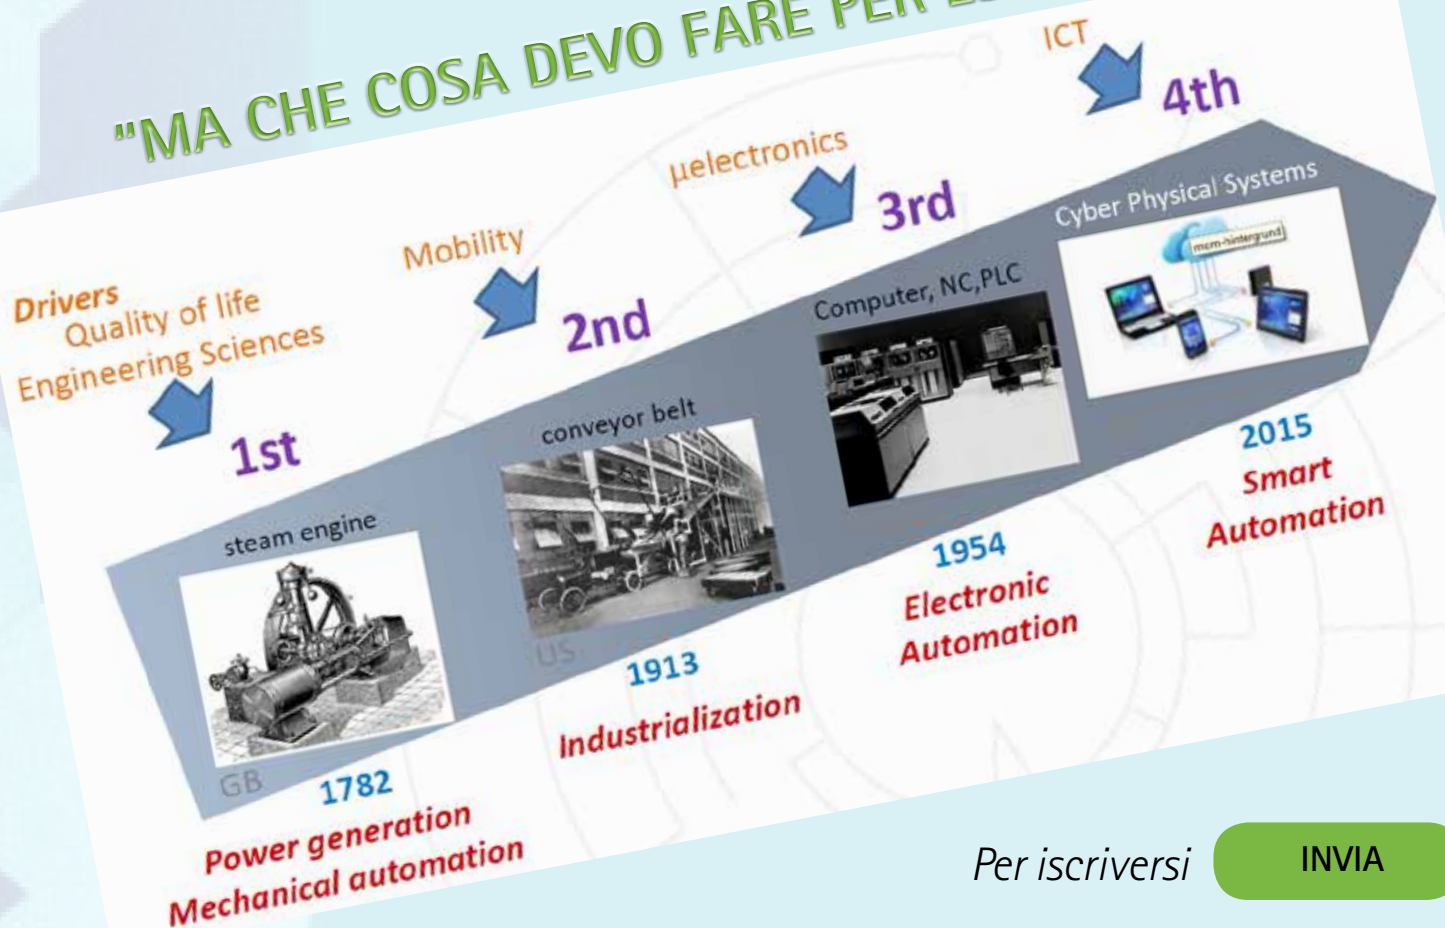 "MA CHE COSA DEVO FARE PER
ICT
4th
μelectronics
3rd
Cyber Physical Systems
mcm-hintergrund
Mobility
2nd
Computer, NC,PLC
Drivers
Quality of life
Engineering Sciences
1st
conveyor belt
steam engine
2015
Smart
Automation
1954
Electronic
Automation
US
1913
Industrialization
GB
1782
Power generation
Mechanical automation
Per iscriversi
INVIA